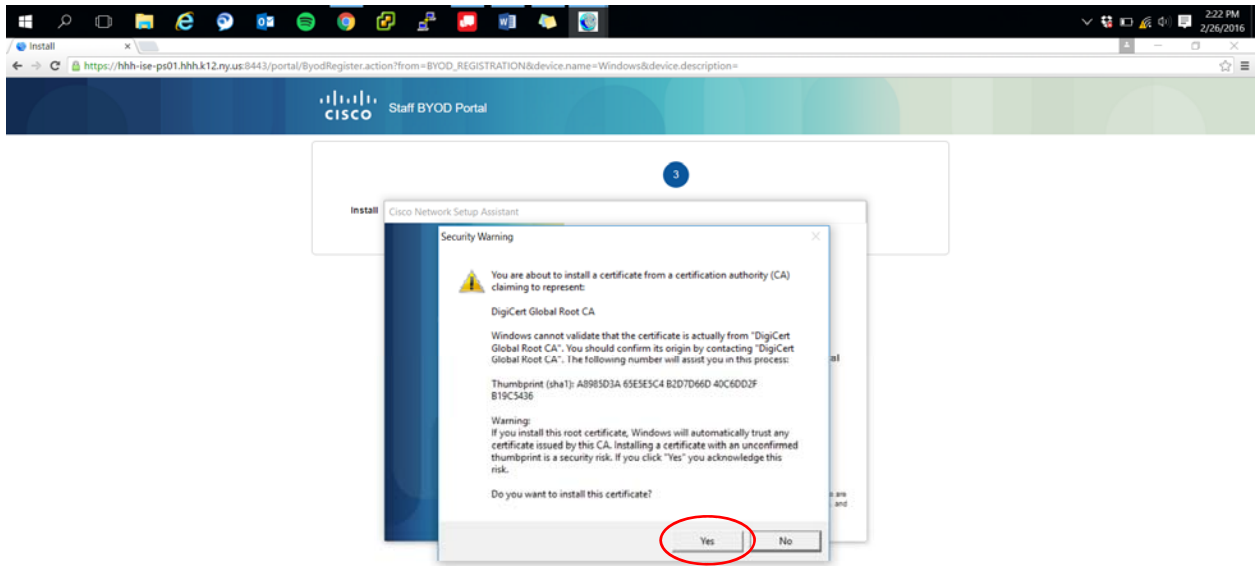 2:22 PM
2/26/2016
Install
https://hhh-ise-ps01.hhh.k12.ny.us:8443/portal/ByodRegister.action?from=BYOD_REGISTRATION&device.name=Windows&device.description=
CISCO Staff BYOD Portal
3
Install
Cisco Network Setup Assistant
Security Warning
You are about to install a certificate from a certification authority (CA)
claiming to represent:
DigiCert Global Root CA
Windows cannot validate that the certificate is actually from "DigiCert
Global Root CA". You should confirm its origin by contacting "DigiCert
Global Root CA". The following number will assist you in this process:
Thumbprint (sha1): A8985D3A 65E5E5C4 B2D7D66D 40C6DD2F
B19C5436
Warning:
If you install this root certificate, Windows will automatically trust any
certificate issued by this CA. Installing a certificate with an unconfirmed
thumbprint is a security risk. If you click "Yes" you acknowledge this
risk.
Do you want to install this certificate?
and
Yes No